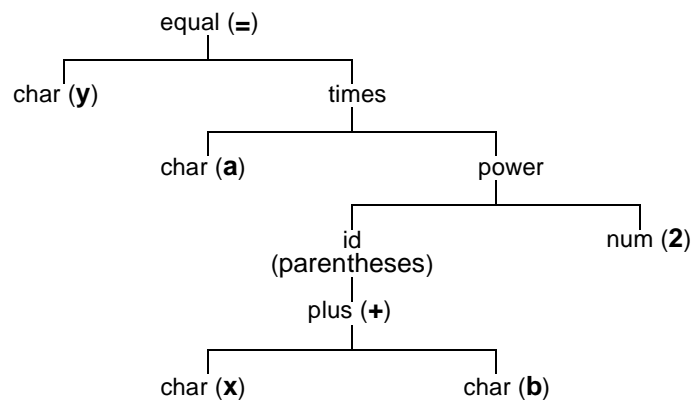 equal (=)
char (y)
times
char (a)
power
id
(parentheses)
num (2)
plus (+)
char (x)
char (b)